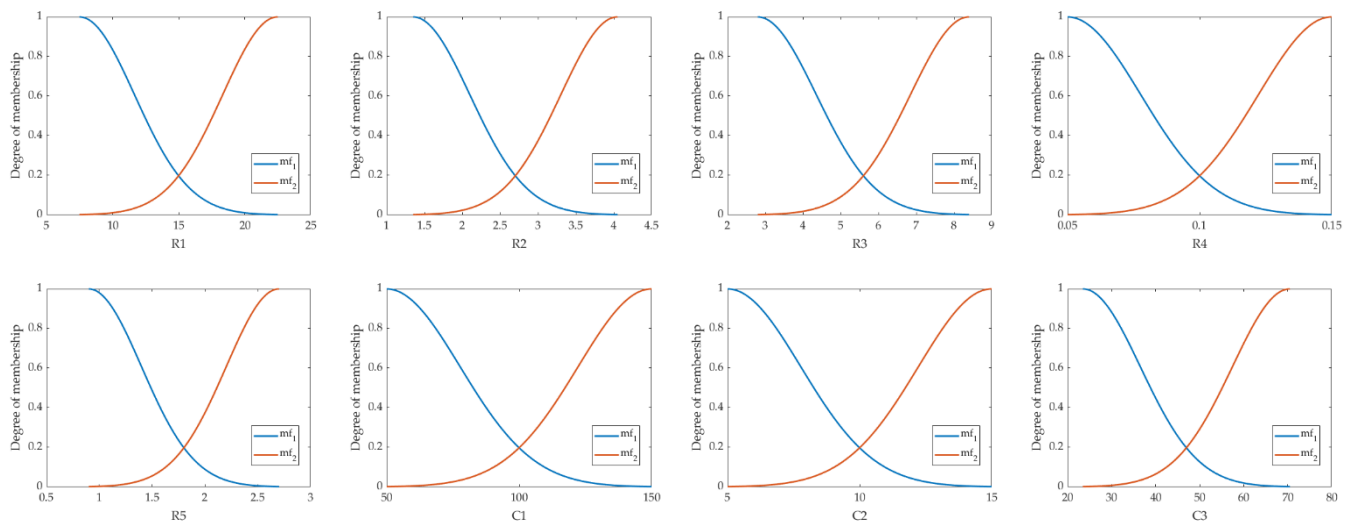 Degree of membership
1
0.8
0.6
0.4
0.2
0
5 10 15 20 25
R1
mf1
mf2
Degree of membership
1
0.8
0.6
0.4
0.2
0
1 1.5 2 2.5 3 3.5 4 4.5
R2
mf1
mf2
Degree of membership
1
0.8
0.6
0.4
0.2
0
2 3 4 5 6 7 8 9
R3
mf1
mf2
Degree of membership
1
0.8
0.6
0.4
0.2
0
0.05 0.1 0.15
R4
mf1
mf2
Degree of membership
1
0.8
0.6
0.4
0.2
0
0.5 1 1.5 2 2.5 3
R5
mf1
mf2
Degree of membership
1
0.8
0.6
0.4
0.2
0
50 100 150
C1
mf1
mf2
Degree of membership
1
0.8
0.6
0.4
0.2
0
5 10 15
C2
mf1
mf2
Degree of membership
1
0.8
0.6
0.4
0.2
0
20 30 40 50 60 70 80
C3
mf1
mf2